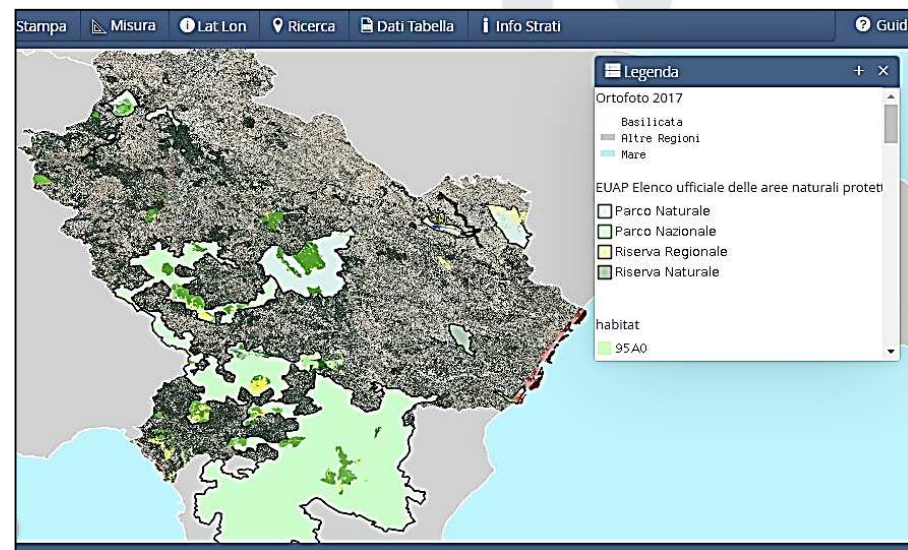 Stampa Misura Lat Lon Ricerca Dati Tabella Info Strati Guid
Legenda
Ortofoto 2017
Basilicata
Altre Regioni
Mare
EUAP Elenco ufficiale delle aree naturali protett
Parco Naturale
Parco Nazionale
Riserva Regionale
Riserva Naturale
habitat
95A0